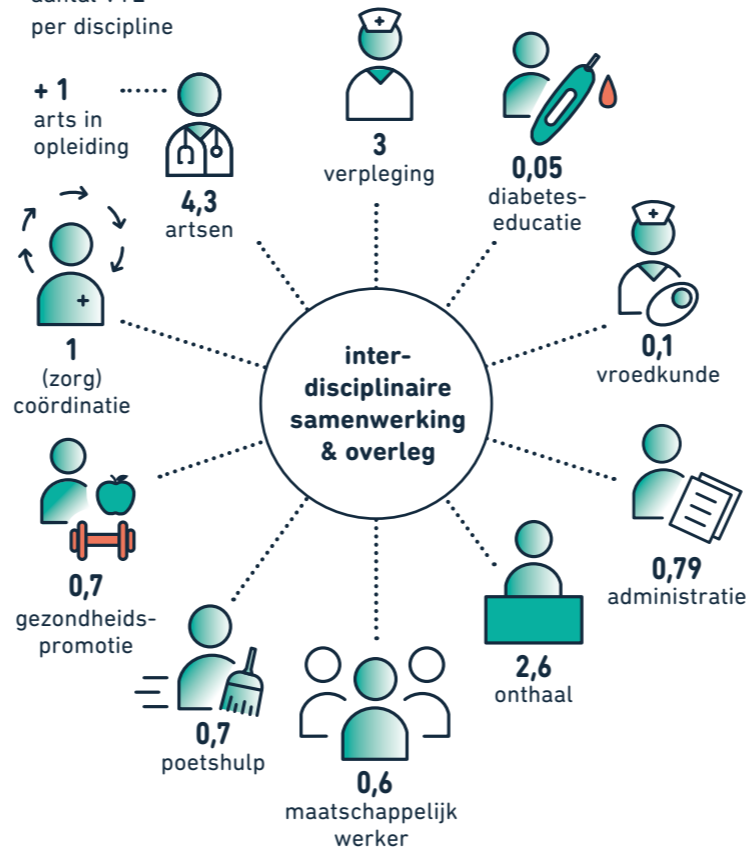 per discipline
+ 1
arts in
opleiding
4,3
artsen
3
verpleging
0,05
diabetes-
educatie
0,1
vroedkunde
0,79
administratie
2,6
onthaal
0,6
maatschappelijk
werker
0,7
poetshulp
0,7
gezondheids-
promotie
1
(zorg)
coördinatie
inter-
disciplinaire
samenwerking
& overleg